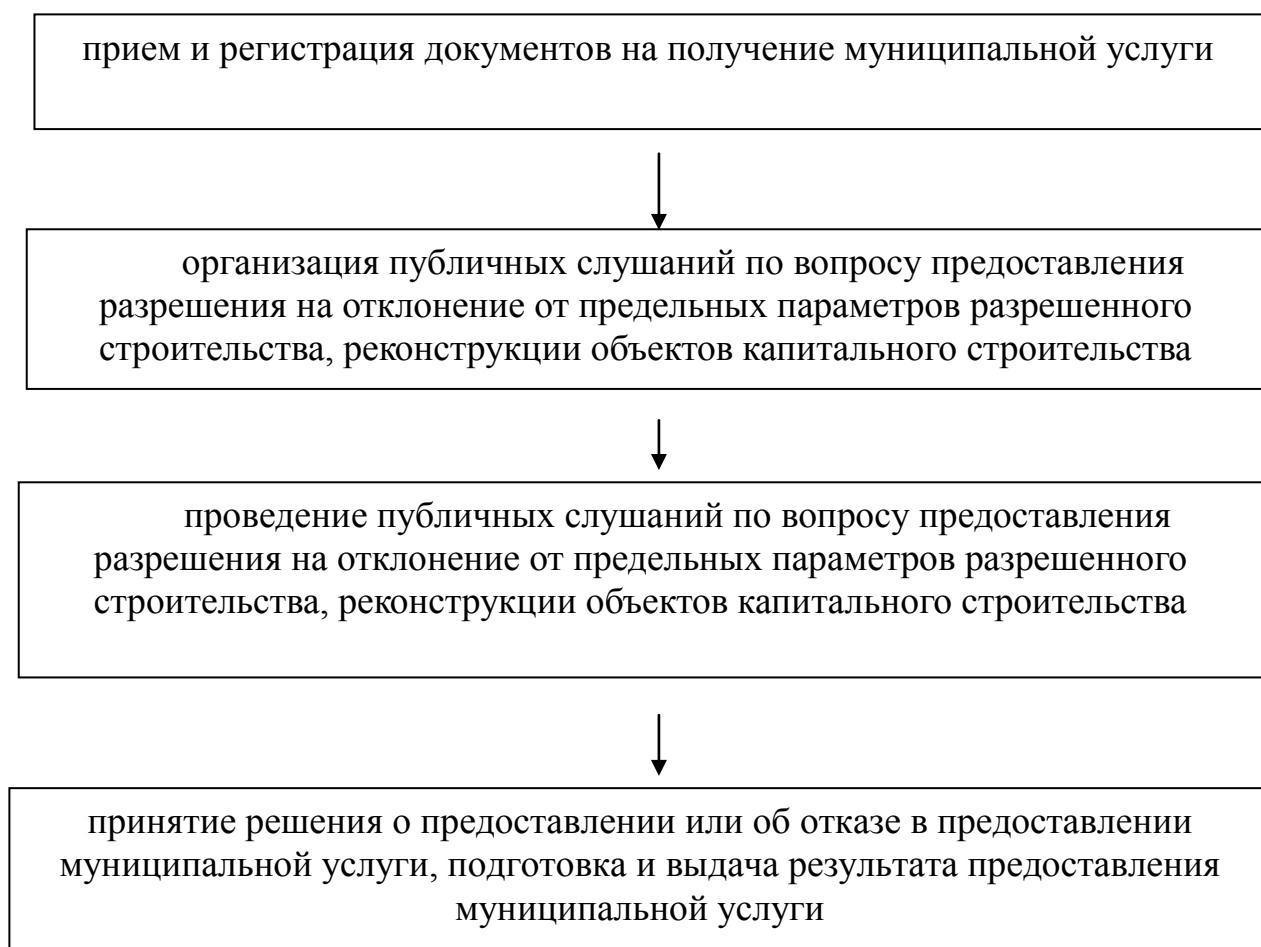 прием и регистрация документов на получение муниципальной услуги
организация публичных слушаний по вопросу предоставления
разрешения на отклонение от предельных параметров разрешенного
строительства, реконструкции объектов капитального строительства
проведение публичных слушаний по вопросу предоставления
разрешения на отклонение от предельных параметров разрешенного
строительства, реконструкции объектов капитального строительства
принятие решения о предоставлении или об отказе в предоставлении
муниципальной услуги, подготовка и выдача результата предоставления
муниципальной услуги